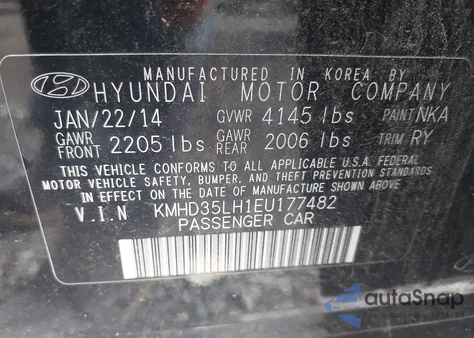 MANUFACTURED IN KOREA BY
HYUNDAI MOTOR COMPANY
JAN/22/14 GVWR 4145 lbs PAINT NKA
GAWR FRONT 2205 lbs GAWR REAR 2006 lbs TRIM RY
THIS VEHICLE CONFORMS TO ALL APPLICABLE U.S.A. FEDERAL
MOTOR VEHICLE SAFETY, BUMPER, AND THEFT PREVENTION STANDARDS
IN EFFECT ON THE DATE OF MANUFACTURE SHOWN ABOVE
V.I.N KMHD35LH1EU177482
PASSENGER CAR
autoSnap